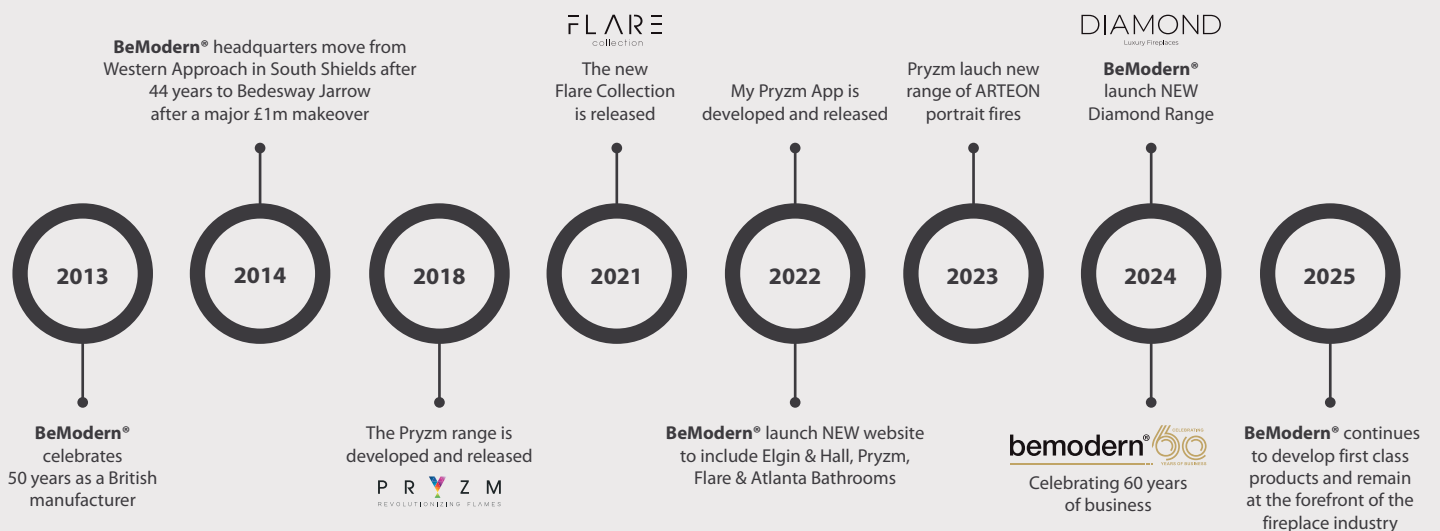 BeModern® headquarters move from
Western Approach in South Shields after
44 years to Bedesway Jarrow
after a major £1m makeover
FLARE
collection
The new
Flare Collection
is released
My Pryzm App is
developed and released
Pryzm lauch new
range of ARTEON
portrait fires
DIAMOND
Luxury Fireplaces
BeModern®
launch NEW
Diamond Range
2013
2014
2018
2021
2022
2023
2024
2025
BeModern®
celebrates
50 years as a British
manufacturer
The Pryzm range is
developed and released
PRYZM
REVOLUTIONIZING FLAMES
BeModern® launch NEW website
to include Elgin & Hall, Pryzm,
Flare & Atlanta Bathrooms
bemodern®
CELEBRATING
60
YEARS OF BUSINESS
Celebrating 60 years
of business
BeModern® continues
to develop first class
products and remain
at the forefront of the
fireplace industry